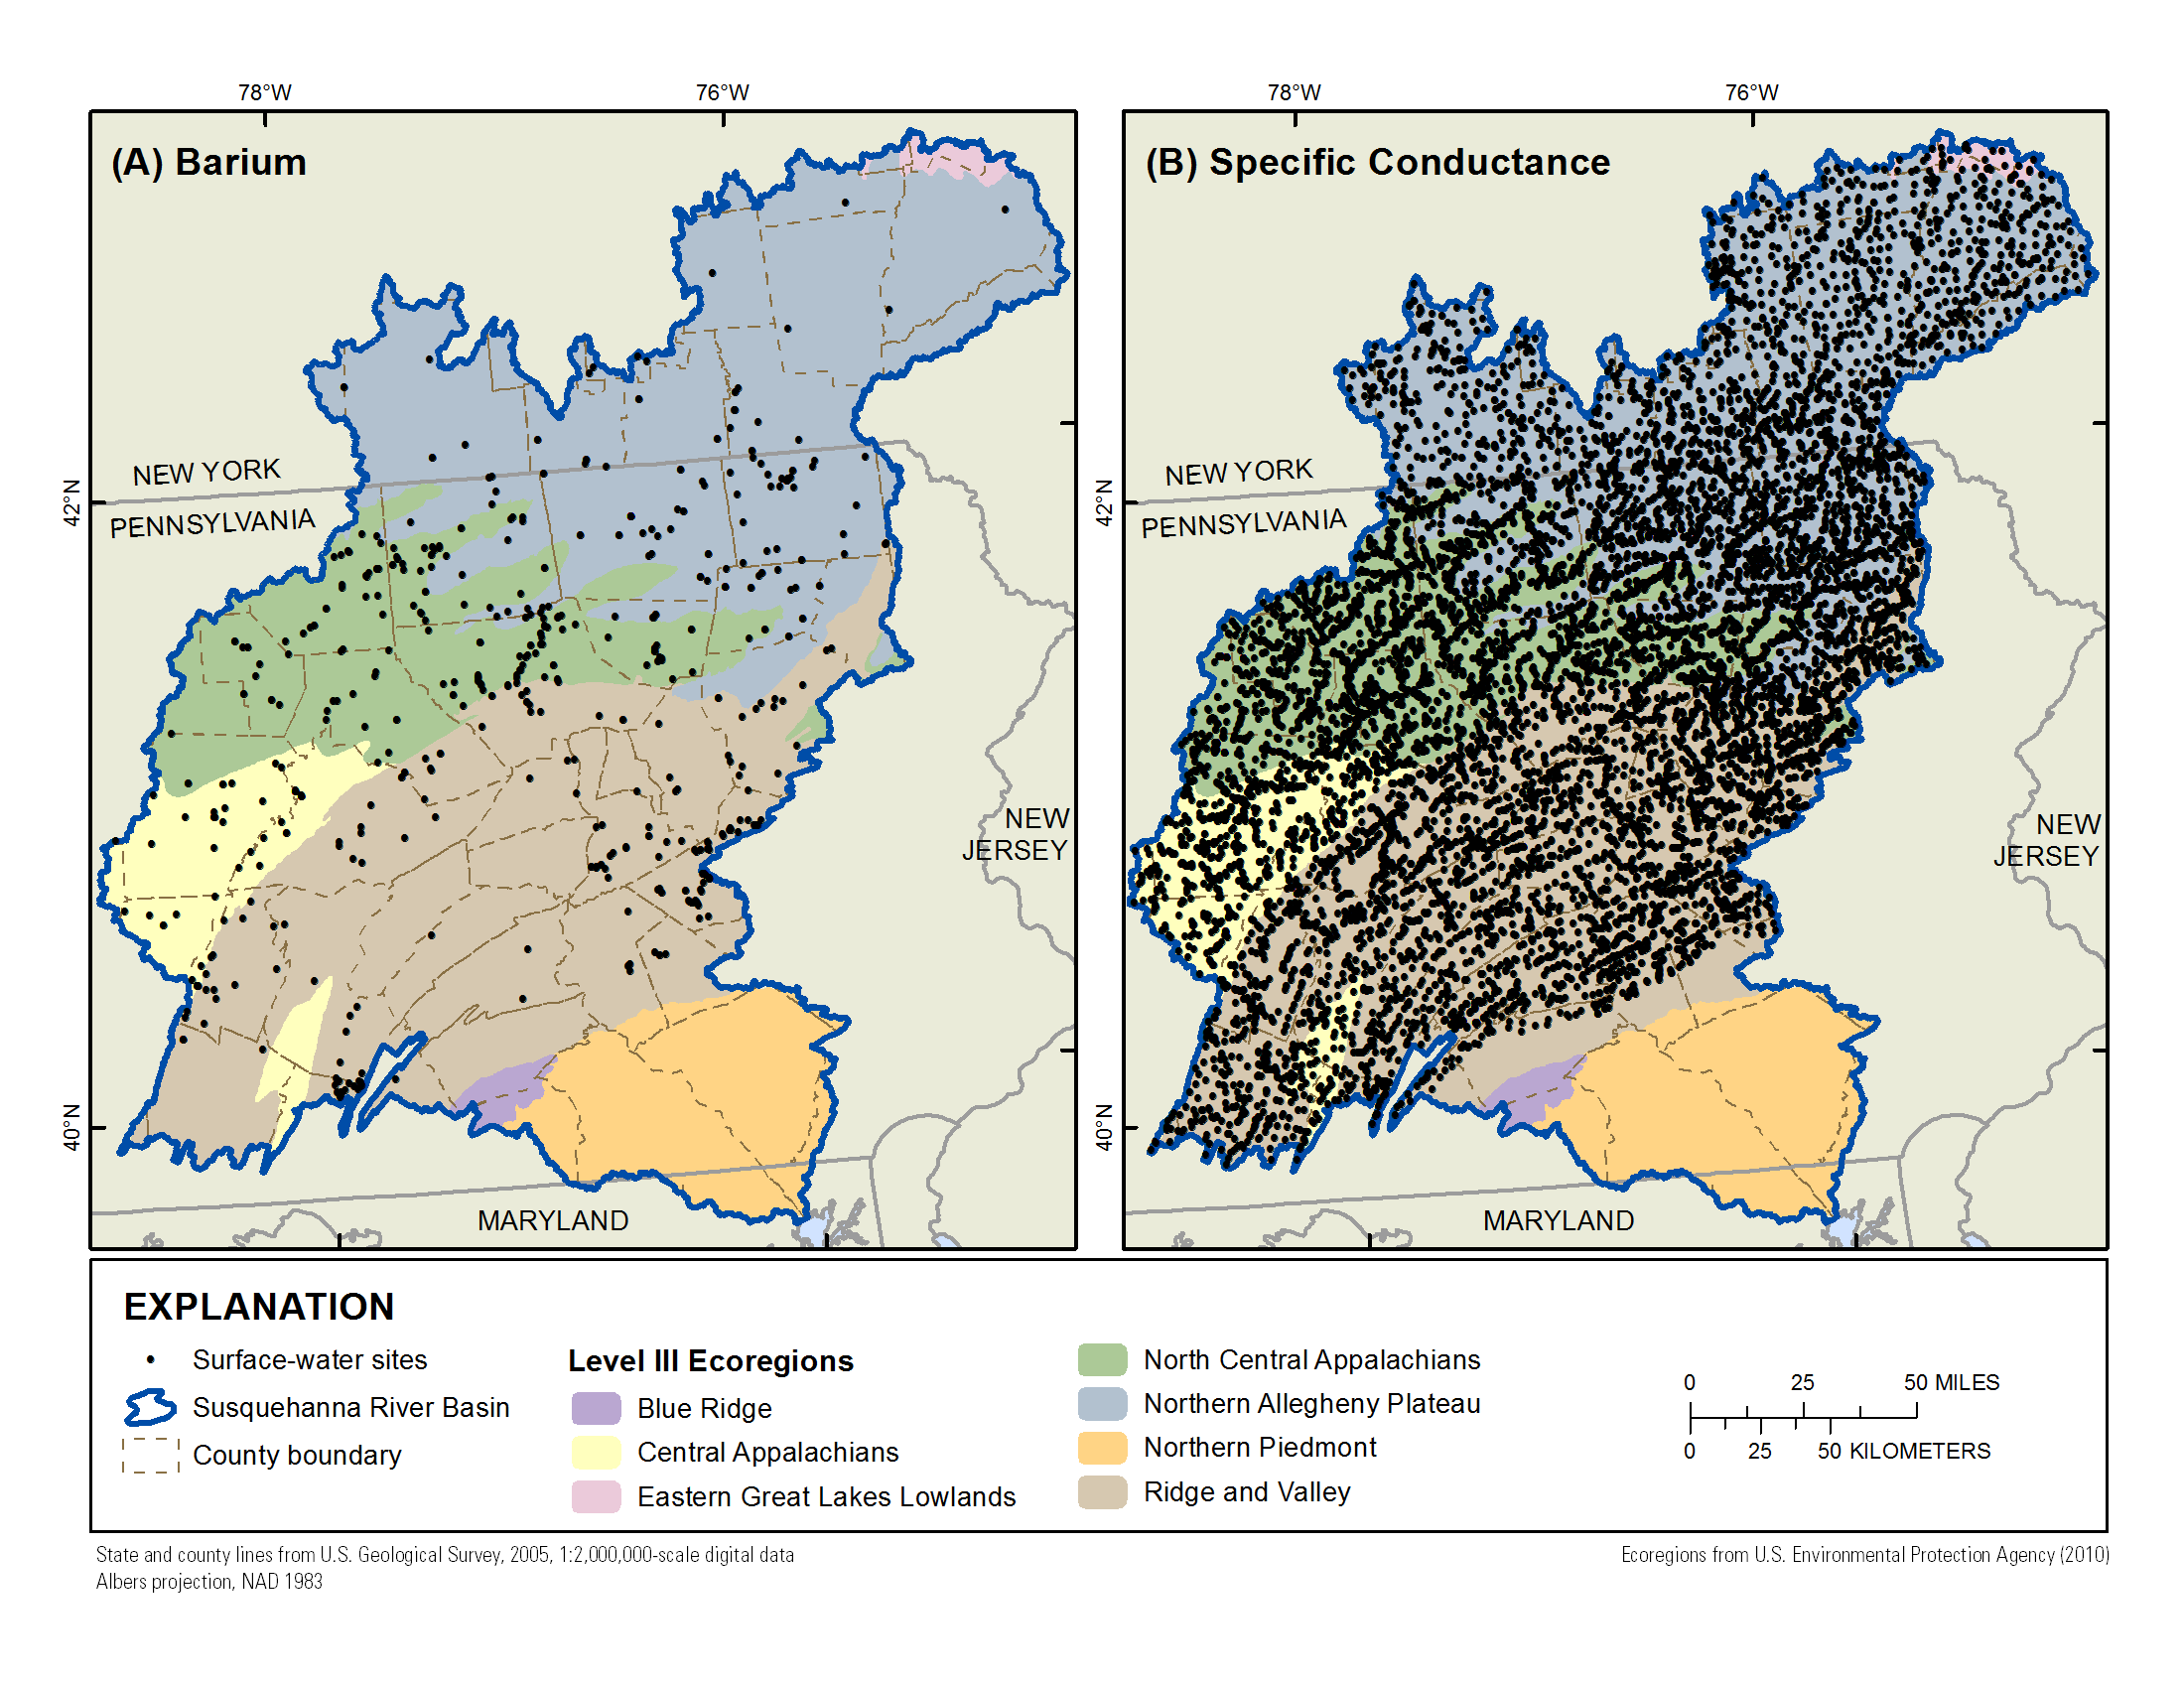 78°W
76°W
78°W
76°W
(A) Barium
(B) Specific Conductance
NEW YORK
PENNSYLVANIA
42°N
NEW
JERSEY
40°N
MARYLAND
NEW YORK
PENNSYLVANIA
42°N
NEW
JERSEY
40°N
MARYLAND
EXPLANATION
Surface-water sites
Susquehanna River Basin
County boundary
Level III Ecoregions
Blue Ridge
Central Appalachians
Eastern Great Lakes Lowlands
North Central Appalachians
Northern Allegheny Plateau
Northern Piedmont
Ridge and Valley
0 25 50 MILES
0 25 50 KILOMETERS
State and county lines from U.S. Geological Survey, 2005, 1:2,000,000-scale digital data
Albers projection, NAD 1983
Ecoregions from U.S. Environmental Protection Agency (2010)